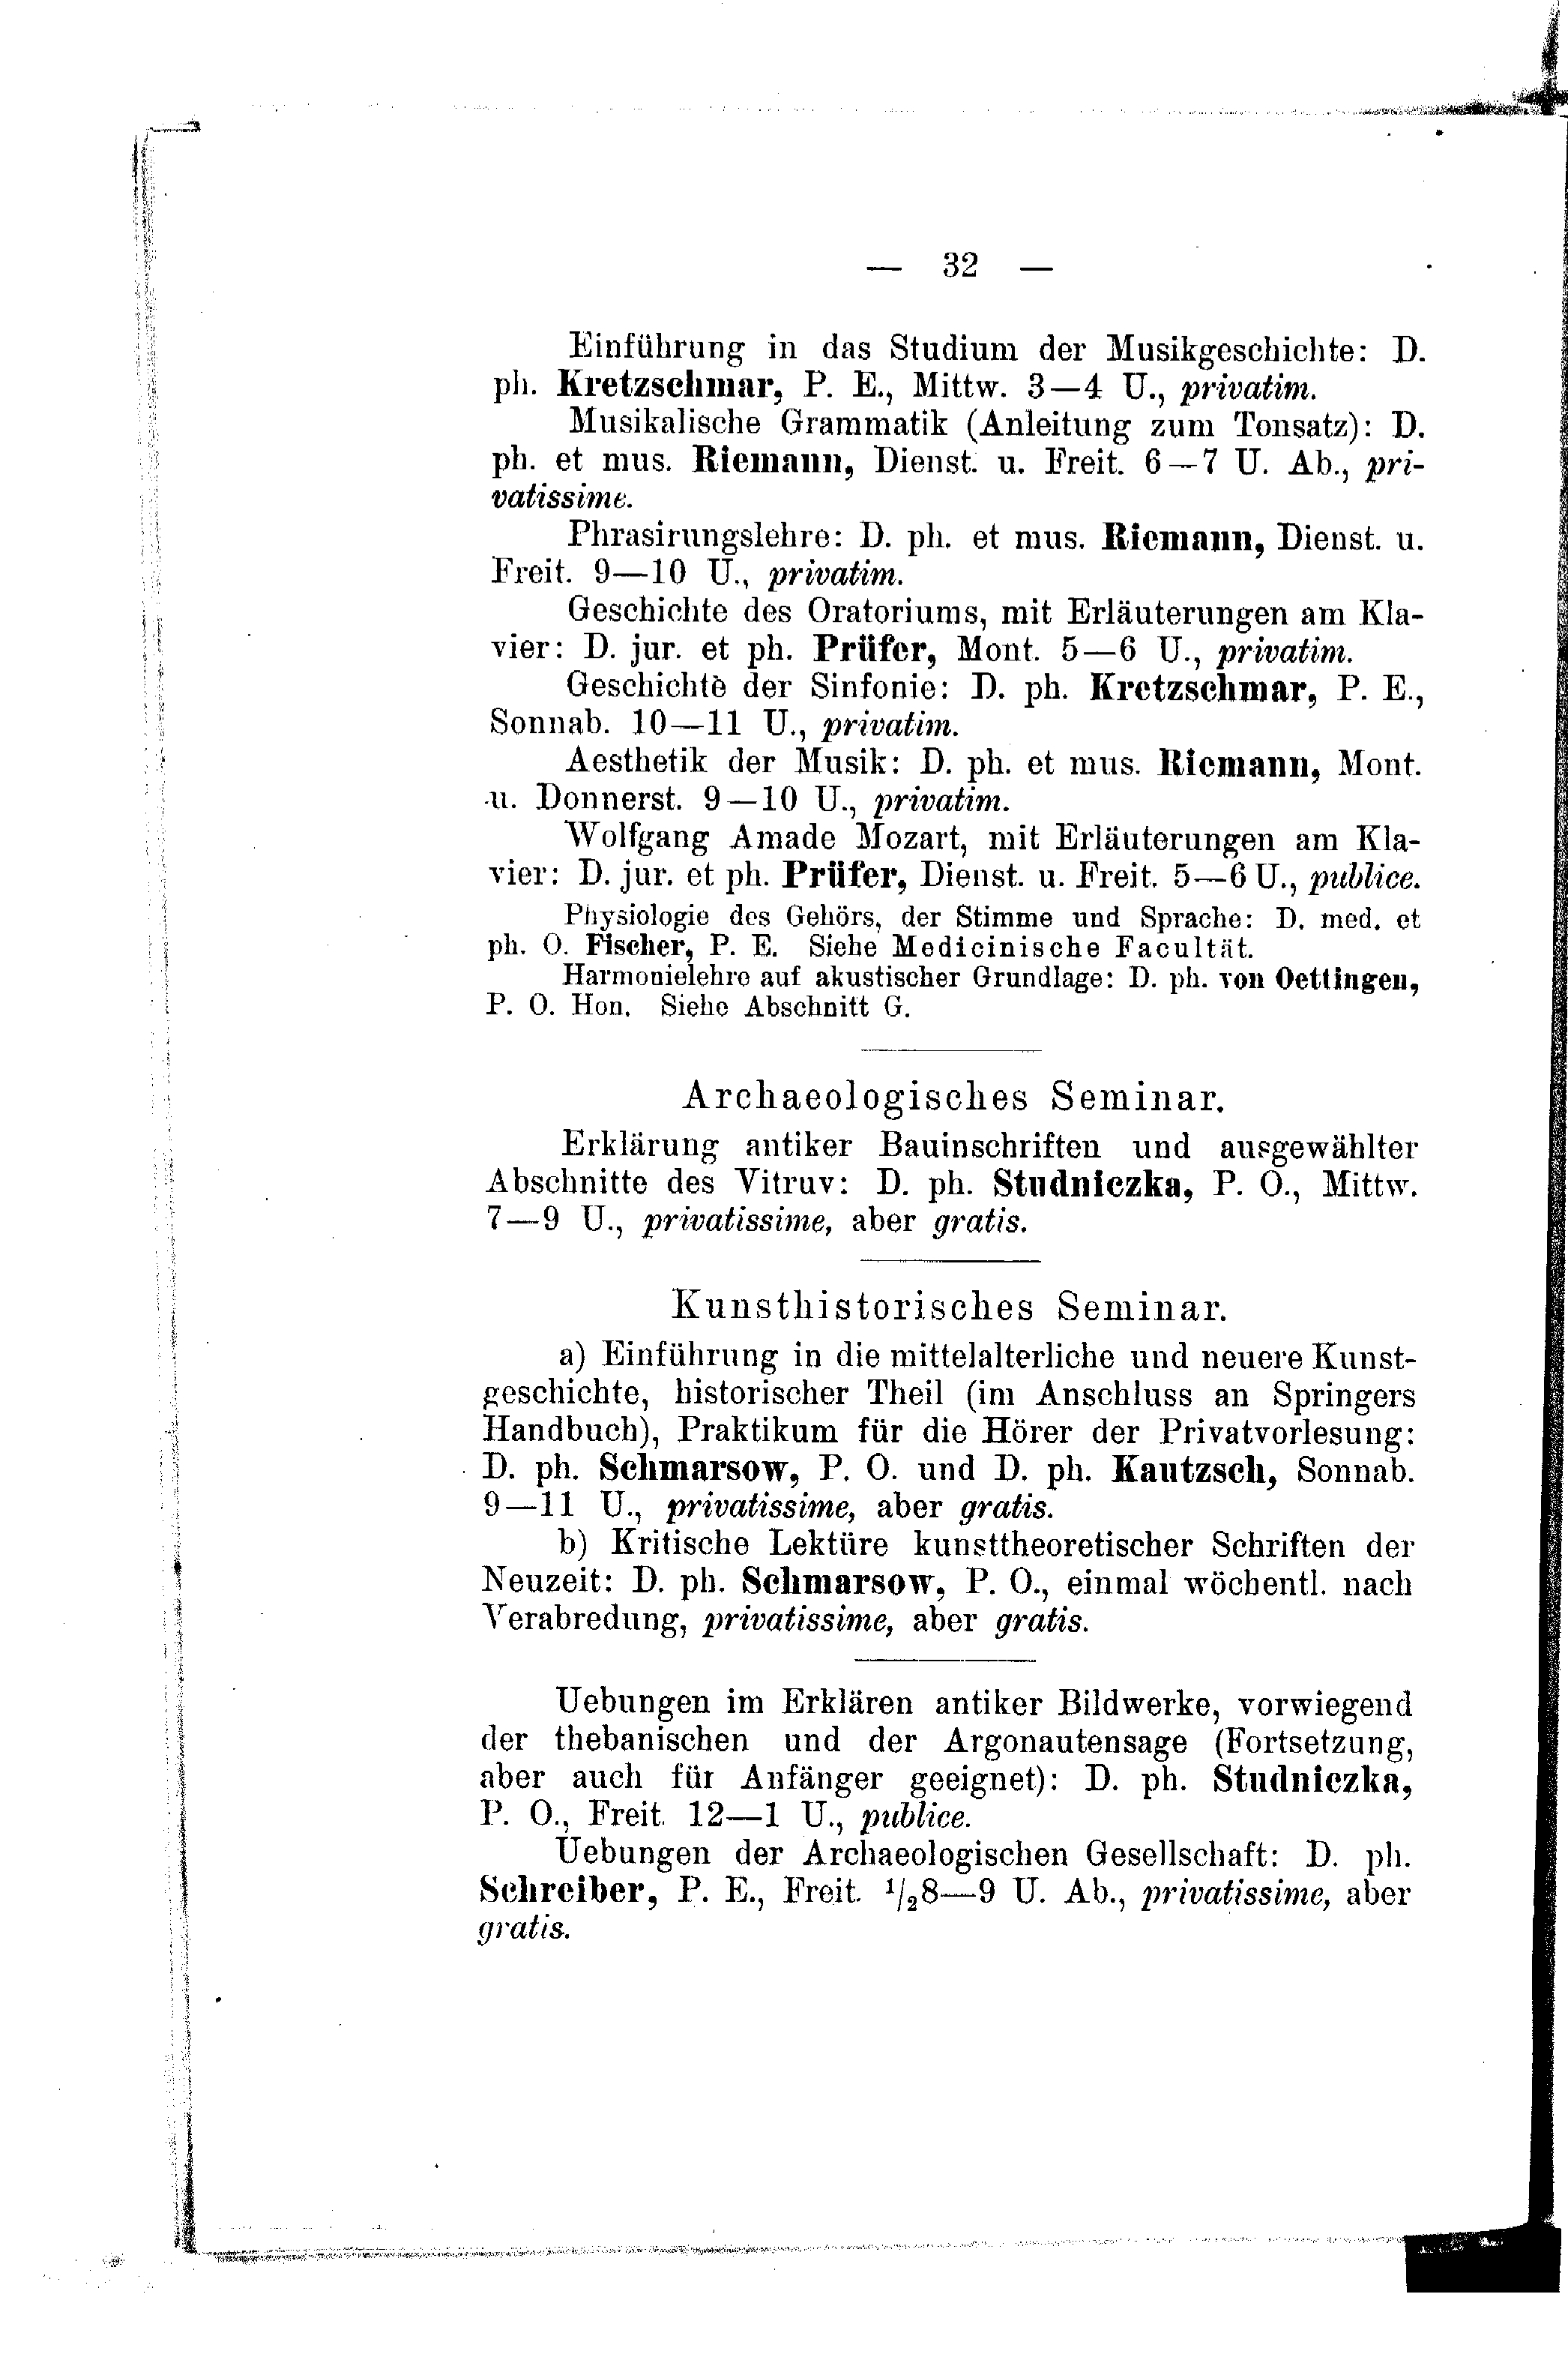 — 32 —
Einführung in das Studium der Musikgeschichte: D.
ph. Kretzschmar, P. E., Mittw. 3—4 U., privatim.
Musikalische Grammatik (Anleitung zum Tonsatz): D.
ph. et mus. Riemann, Dienst. u. Freit. 6—7 U. Ab., pri-
vatissime.
Phrasirungslehre: D. ph. et mus. Riemann, Dienst. u.
Freit. 9—10 U., privatim.
Geschichte des Oratoriums, mit Erläuterungen am Kla-
vier: D. jur. et ph. Prüfer, Mont. 5—6 U., privatim.
Geschichte der Sinfonie: D. ph. Kretzschmar, P. E.,
Sonnab. 10—11 U., privatim.
Aesthetik der Musik: D. ph. et mus. Riemann, Mont.
u. Donnerst. 9—10 U., privatim.
Wolfgang Amade Mozart, mit Erläuterungen am Kla-
vier: D. jur. et ph. Prüfer, Dienst. u. Freit. 5—6 U., publice.
Physiologie des Gehörs, der Stimme und Sprache: D. med. et
ph. O. Fischer, P. E. Siehe Medicinische Facultät.
Harmonielehre auf akustischer Grundlage: D. ph. von Oettingen,
P. O. Hon. Siehe Abschnitt G.
Archaeologisches Seminar.
Erklärung antiker Bauinschriften und ausgewählter
Abschnitte des Vitruv: D. ph. Studniczka, P. O., Mittw.
7—9 U., privatissime, aber gratis.
Kunsthistorisches Seminar.
a) Einführung in die mittelalterliche und neuere Kunst-
geschichte, historischer Theil (im Anschluss an Springers
Handbuch), Praktikum für die Hörer der Privatvorlesung:
D. ph. Schmarsow, P. O. und D. ph. Kautzsch, Sonnab.
9—11 U., privatissime, aber gratis.
b) Kritische Lektüre kunsttheoretischer Schriften der
Neuzeit: D. ph. Schmarsow, P. O., einmal wöchentl. nach
Verabredung, privatissime, aber gratis.
Uebungen im Erklären antiker Bildwerke, vorwiegend
der thebanischen und der Argonautensage (Fortsetzung,
aber auch für Anfänger geeignet): D. ph. Studniczka,
P. O., Freit. 12—1 U., publice.
Uebungen der Archaeologischen Gesellschaft: D. ph.
Schreiber, P. E., Freit. ½8—9 U. Ab., privatissime, aber
gratis.